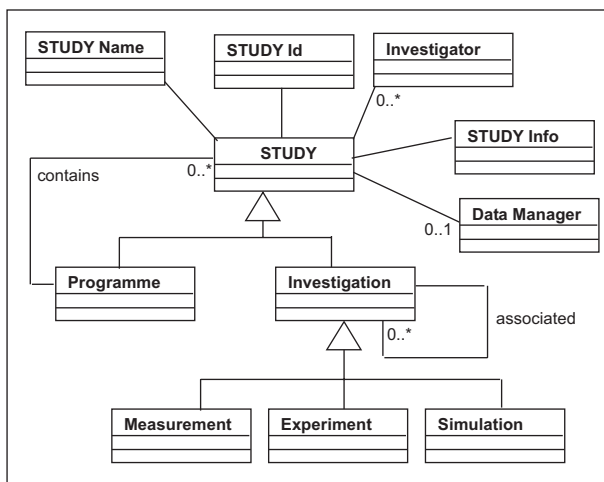 STUDY Name
STUDY Id
Investigator
0..*
STUDY
STUDY Info
contains
0..*
Data Manager
0..1
Programme
Investigation
0..*
associated
Measurement
Experiment
Simulation